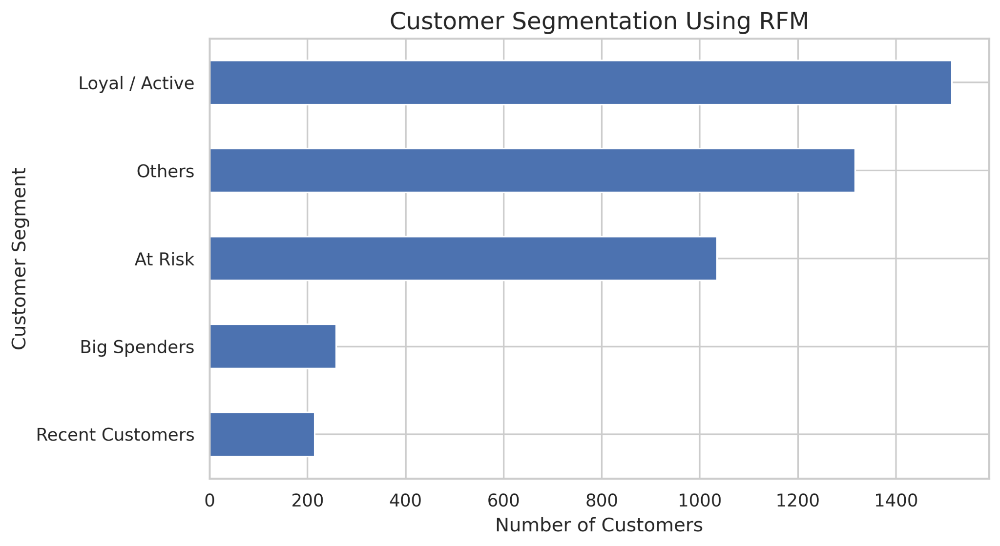 Customer Segmentation Using RFM
Customer Segment
Loyal / Active
Others
At Risk
Big Spenders
Recent Customers
0 200 400 600 800 1000 1200 1400
Number of Customers